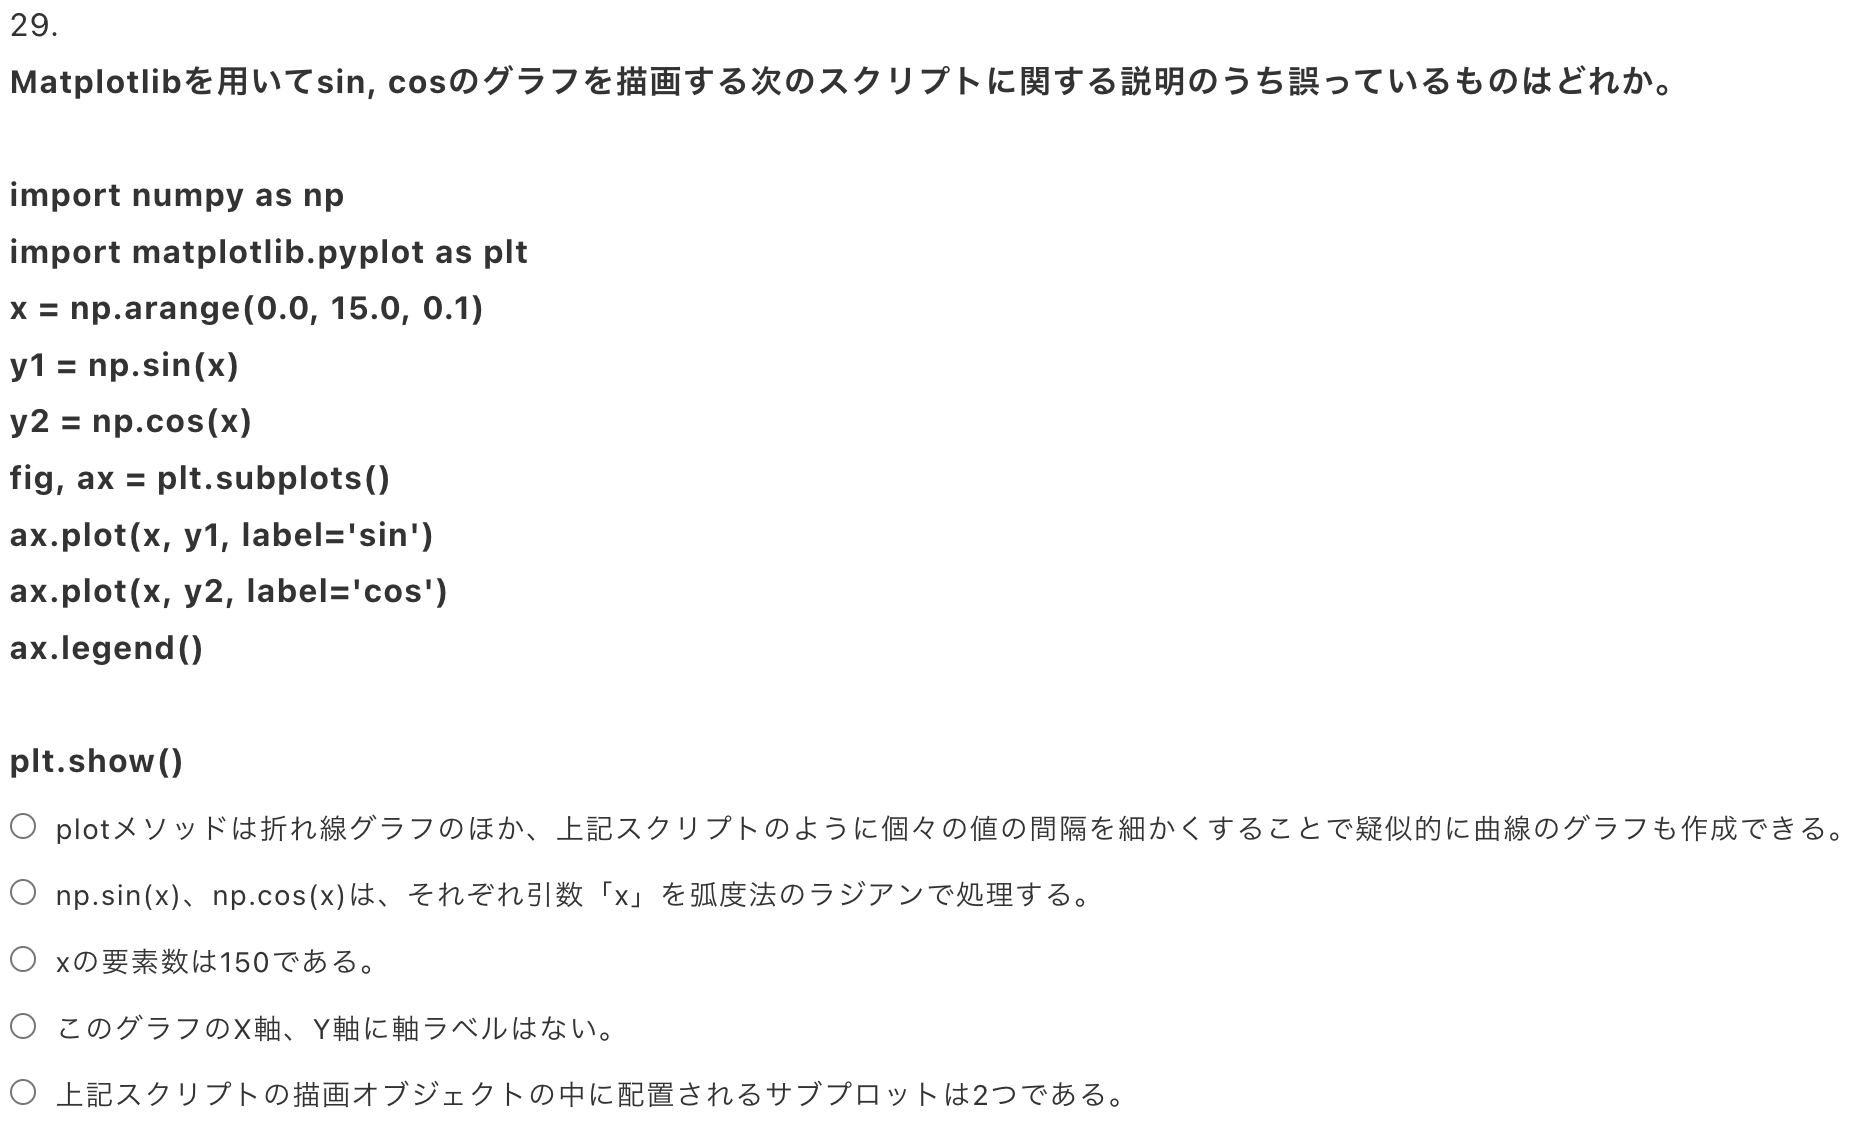 29.
Matplotlibを用いてsin, cosのグラフを描画する次のスクリプトに関する説明のうち誤っているものはどれか。
import numpy as np
import matplotlib.pyplot as plt
x = np.arange(0.0, 15.0, 0.1)
y1 = np.sin(x)
y2 = np.cos(x)
fig, ax = plt.subplots()
ax.plot(x, y1, label='sin')
ax.plot(x, y2, label='cos')
ax.legend()
plt.show()
plotメソッドは折れ線グラフのほか、上記スクリプトのように個々の値の間隔を細かくすることで疑似的に曲線のグラフも作成できる。
np.sin(x)、np.cos(x)は、それぞれ引数「x」を弧度法のラジアンで処理する。
xの要素数は150である。
このグラフのX軸、Y軸に軸ラベルはない。
上記スクリプトの描画オブジェクトの中に配置されるサブプロットは2つである。